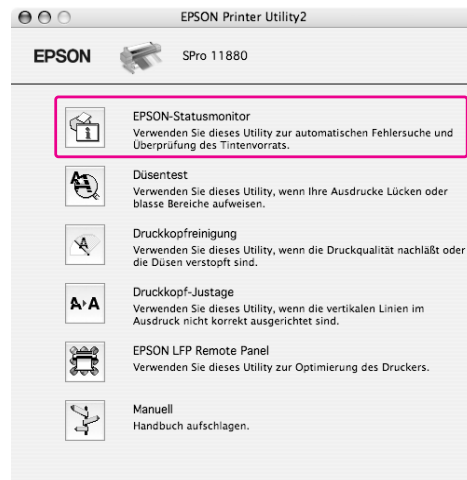 EPSON Printer Utility2
EPSON SPro 11880
EPSON-Statusmonitor
Verwenden Sie dieses Utility zur automatischen Fehlersuche und
Überprüfung des Tintenvorrats.
Düsentest
Verwenden Sie dieses Utility, wenn Ihre Ausdrucke Lücken oder
blasse Bereiche aufweisen.
Druckkopfreinigung
Verwenden Sie dieses Utility, wenn die Druckqualität nachläßt oder
die Düsen verstopft sind.
A A
Druckkopf-Justage
Verwenden Sie dieses Utility, wenn die vertikalen Linien im
Ausdruck nicht korrekt ausgerichtet sind.
EPSON LFP Remote Panel
Verwenden Sie dieses Utility zur Optimierung des Druckers.
Manuell
Handbuch aufschlagen.